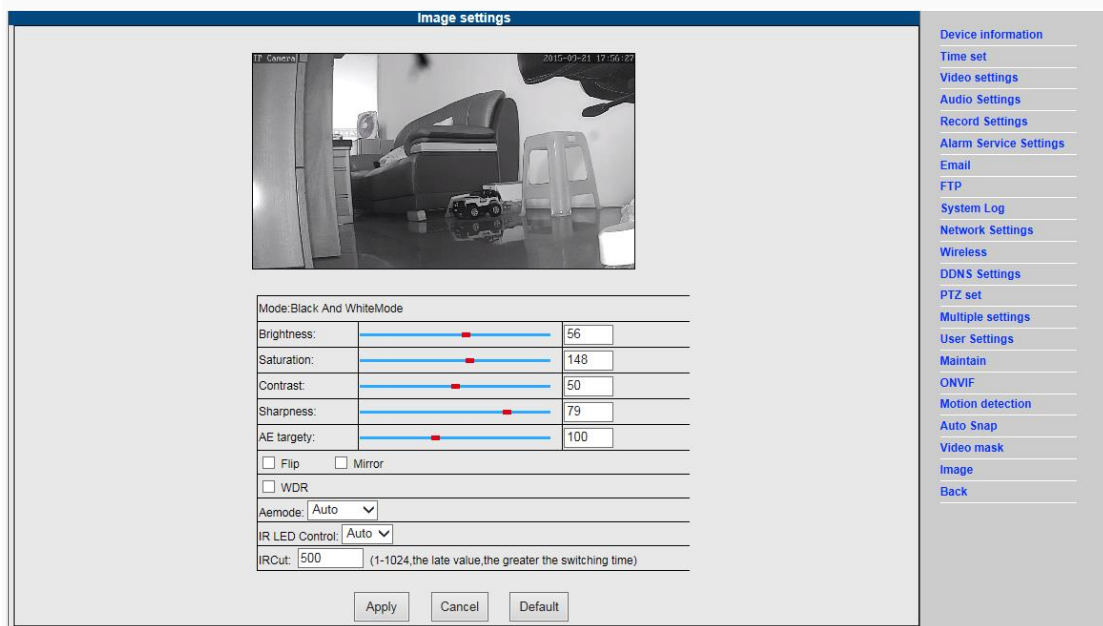 Image settings
IP Camera
2015-09-21 17:56:27
Mode:Black And WhiteMode
Brightness: 56
Saturation: 148
Contrast: 50
Sharpness: 79
AE targety: 100
Flip Mirror
WDR
Aemode: Auto
IR LED Control: Auto
IRCut: 500 (1-1024,the late value,the greater the switching time)
Apply Cancel Default
Device information
Time set
Video settings
Audio Settings
Record Settings
Alarm Service Settings
Email
FTP
System Log
Network Settings
Wireless
DDNS Settings
PTZ set
Multiple settings
User Settings
Maintain
ONVIF
Motion detection
Auto Snap
Video mask
Image
Back